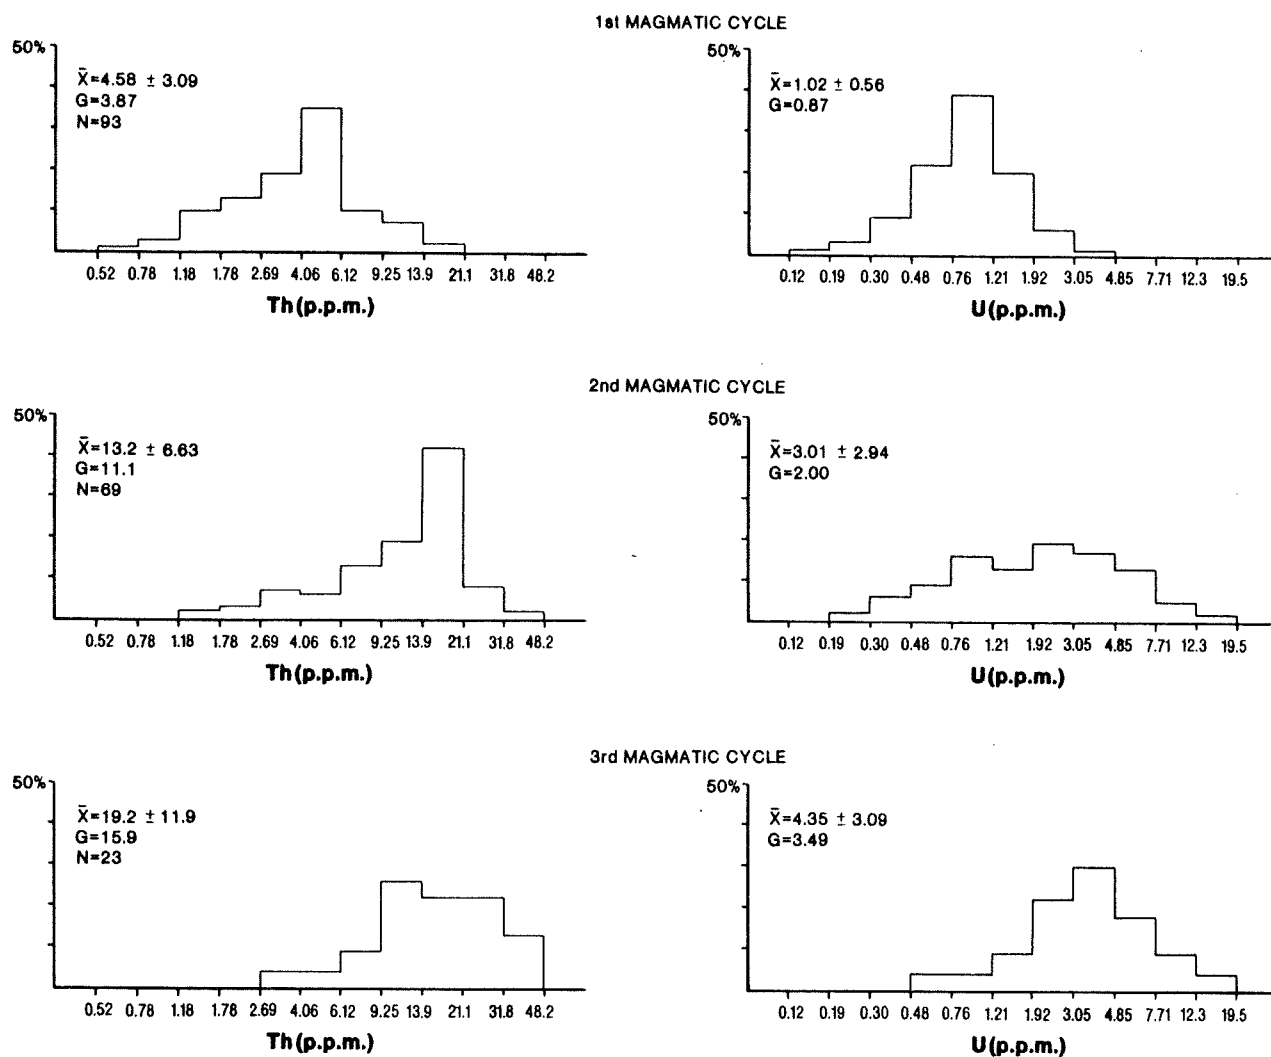 1st MAGMATIC CYCLE
50%
X̄=4.58 ± 3.09
G=3.87
N=93
0.52 0.78 1.18 1.78 2.69 4.06 6.12 9.25 13.9 21.1 31.8 48.2
Th(p.p.m.)
50%
X̄=1.02 ± 0.56
G=0.87
0.12 0.19 0.30 0.48 0.76 1.21 1.92 3.05 4.85 7.71 12.3 19.5
U(p.p.m.)
2nd MAGMATIC CYCLE
50%
X̄=13.2 ± 6.63
G=11.1
N=69
0.52 0.78 1.18 1.78 2.69 4.06 6.12 9.25 13.9 21.1 31.8 48.2
Th(p.p.m.)
50%
X̄=3.01 ± 2.94
G=2.00
0.12 0.19 0.30 0.48 0.76 1.21 1.92 3.05 4.85 7.71 12.3 19.5
U(p.p.m.)
3rd MAGMATIC CYCLE
50%
X̄=19.2 ± 11.9
G=15.9
N=23
0.52 0.78 1.18 1.78 2.69 4.06 6.12 9.25 13.9 21.1 31.8 48.2
Th(p.p.m.)
50%
X̄=4.35 ± 3.09
G=3.49
0.12 0.19 0.30 0.48 0.76 1.21 1.92 3.05 4.85 7.71 12.3 19.5
U(p.p.m.)